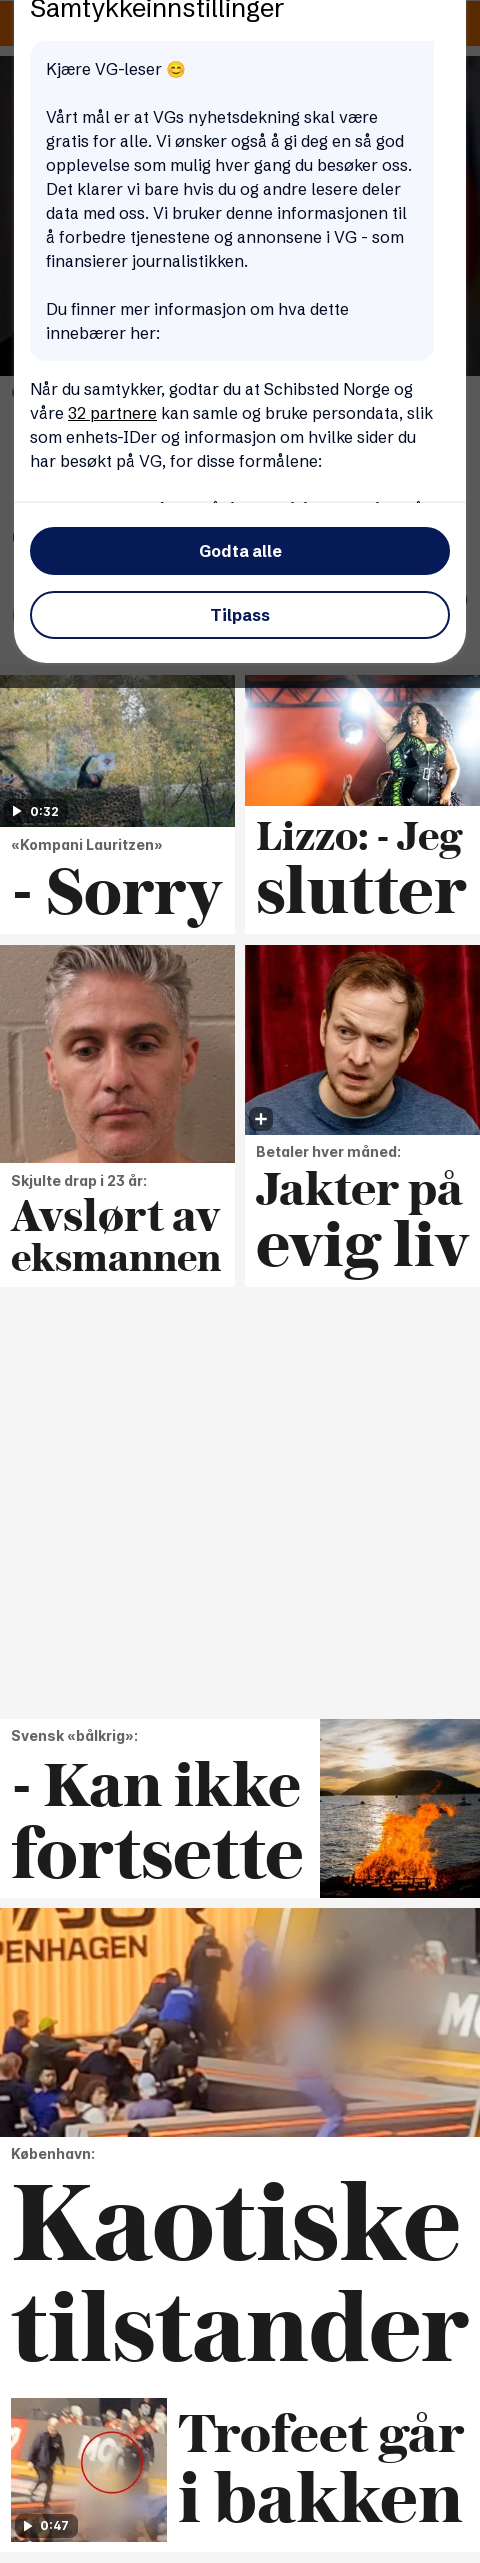 Samtykkeinnstillinger
Kjære VG-leser 😊
Vårt mål er at VGs nyhetsdekning skal være
gratis for alle. Vi ønsker også å gi deg en så god
opplevelse som mulig hver gang du besøker oss.
Det klarer vi bare hvis du og andre lesere deler
data med oss. Vi bruker denne informasjonen til
å forbedre tjenestene og annonsene i VG - som
finansierer journalistikken.
Du finner mer informasjon om hva dette
innebærer her:
Når du samtykker, godtar du at Schibsted Norge og
våre 32 partnere kan samle og bruke persondata, slik
som enhets-IDer og informasjon om hvilke sider du
har besøkt på VG, for disse formålene:
Godta alle
Tilpass
0:32
«Kompani Lauritzen»
- Sorry
Lizzo: - Jeg
slutter
Skjulte drap i 23 år:
Avslørt av
eksmannen
Betaler hver måned:
Jakter på
evig liv
Svensk «bålkrig»:
- Kan ikke
fortsette
PENHAGEN
København:
Kaotiske
tilstander
0:47
Trofeet går
i bakken